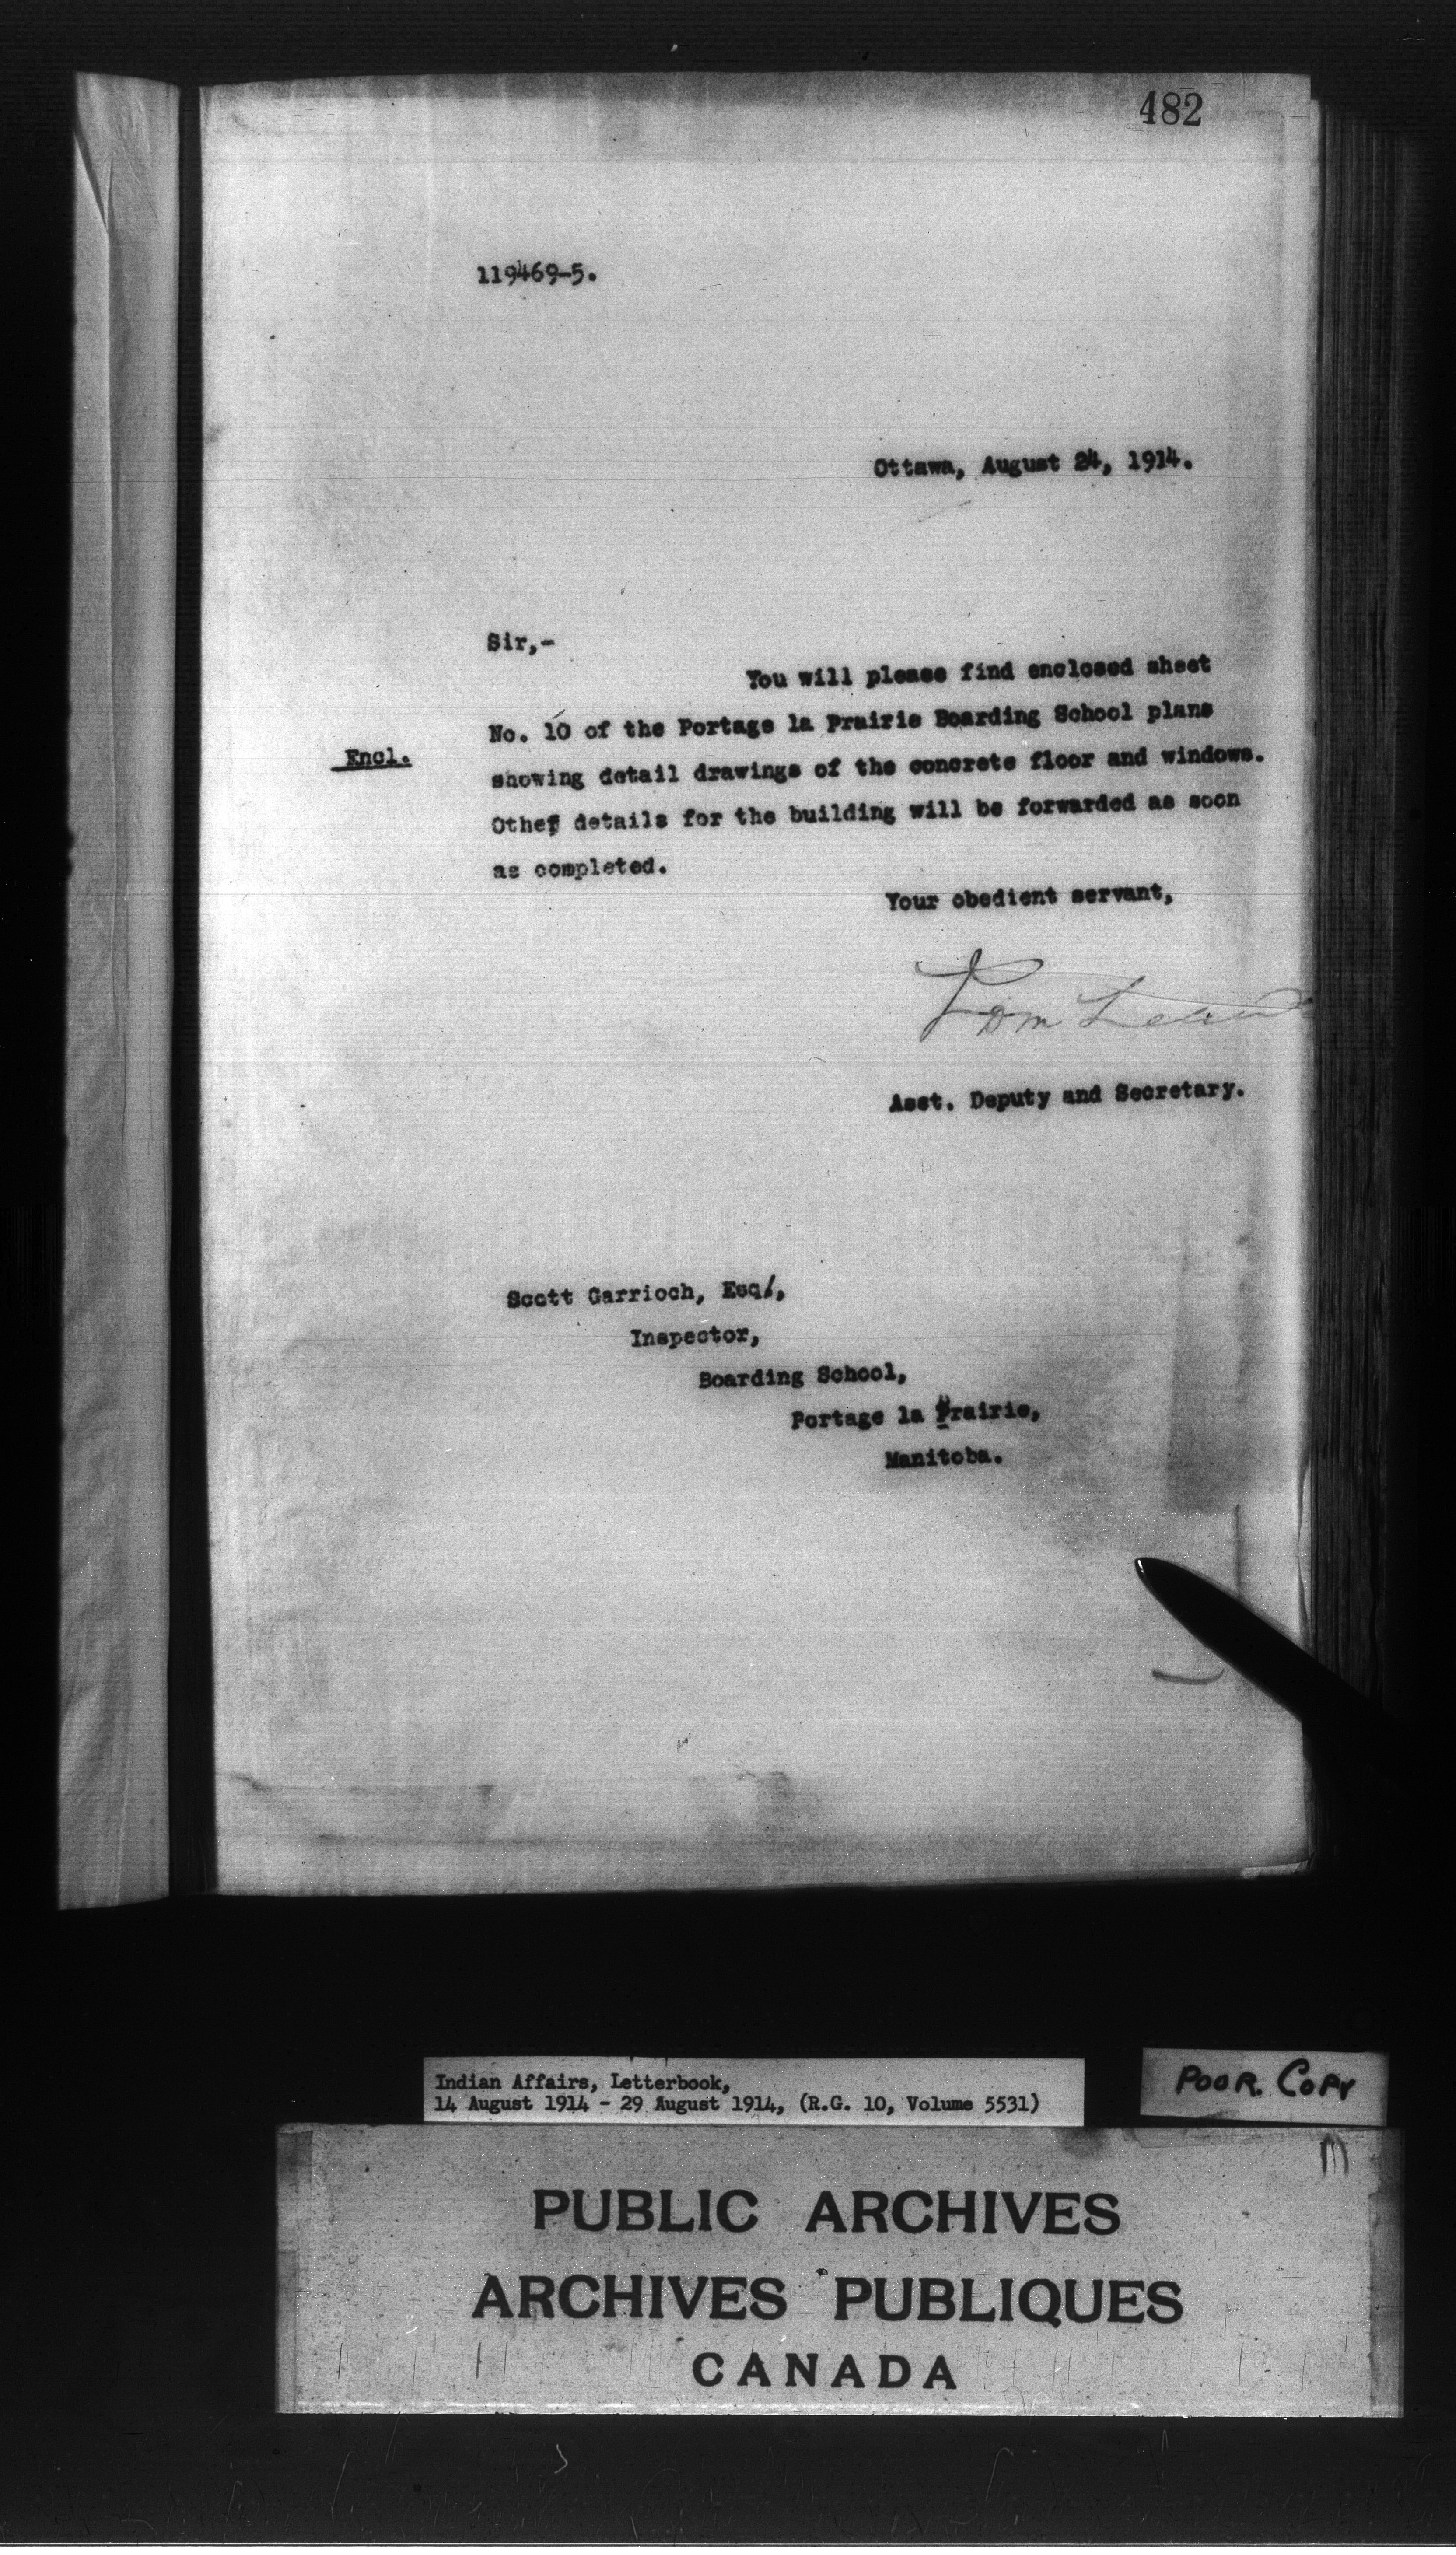 482
119469-5.
Ottawa, August 24, 1914.
Sir,-
You will please find enclosed sheet
No. 10 of the Portage la Prairie Boarding School plans
Encl.
showing detail drawings of the concrete floor and windows.
Other details for the building will be forwarded as soon
as completed.
Your obedient servant,
Asst. Deputy and Secretary.
Scott Garrioch, Esq.,
Inspector,
Boarding School,
Portage la Prairie,
Manitoba.
Indian Affairs, Letterbook,
14 August 1914 - 29 August 1914, (R.G. 10, Volume 5531)
POOR. COPY
M
PUBLIC ARCHIVES
ARCHIVES PUBLIQUES
CANADA